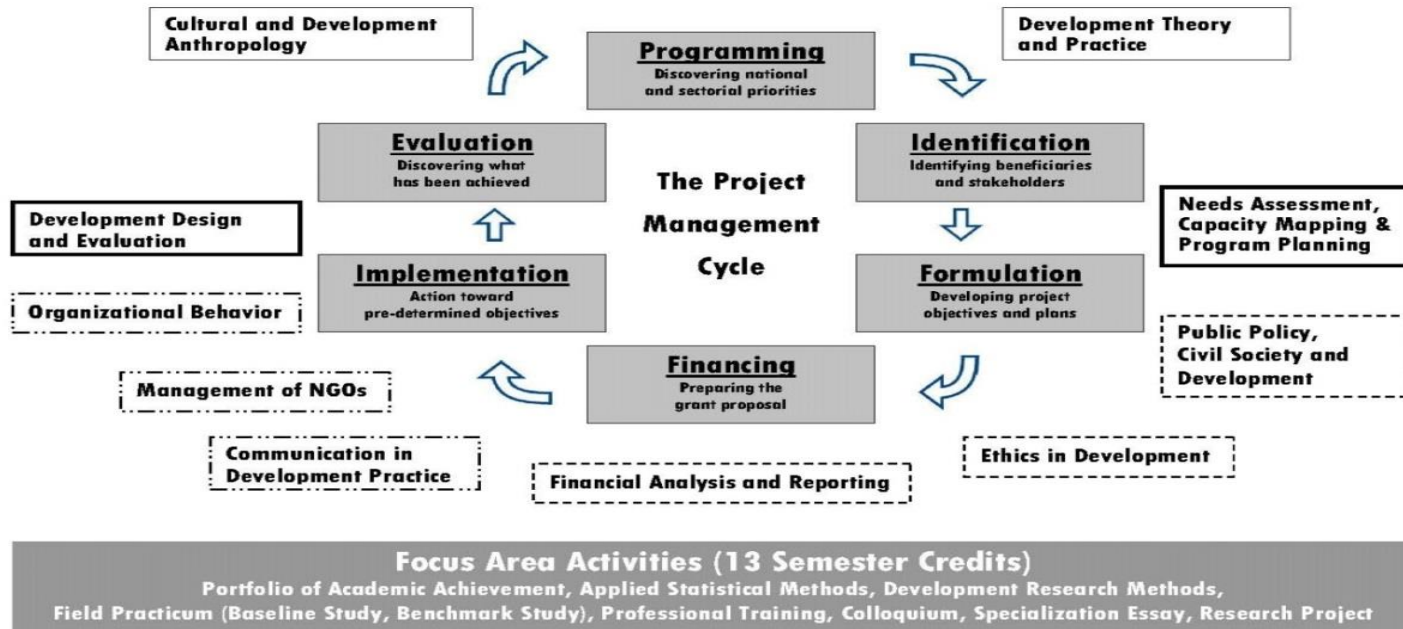 Cultural and Development
Anthropology
Programming
Discovering national
and sectorial priorities
Development Theory
and Practice
Evaluation
Discovering what
has been achieved
The Project
Management
Cycle
Identification
Identifying beneficiaries
and stakeholders
Development Design
and Evaluation
Needs Assessment,
Capacity Mapping &
Program Planning
Implementation
Action toward
pre-determined objectives
Formulation
Developing project
objectives and plans
Organizational Behavior
Public Policy,
Civil Society and
Development
Financing
Preparing the
grant proposal
Management of NGOs
Communication in
Development Practice
Financial Analysis and Reporting
Ethics in Development
Focus Area Activities (13 Semester Credits)
Portfolio of Academic Achievement, Applied Statistical Methods, Development Research Methods,
Field Practicum (Baseline Study, Benchmark Study), Professional Training, Colloquium, Specialization Essay, Research Project